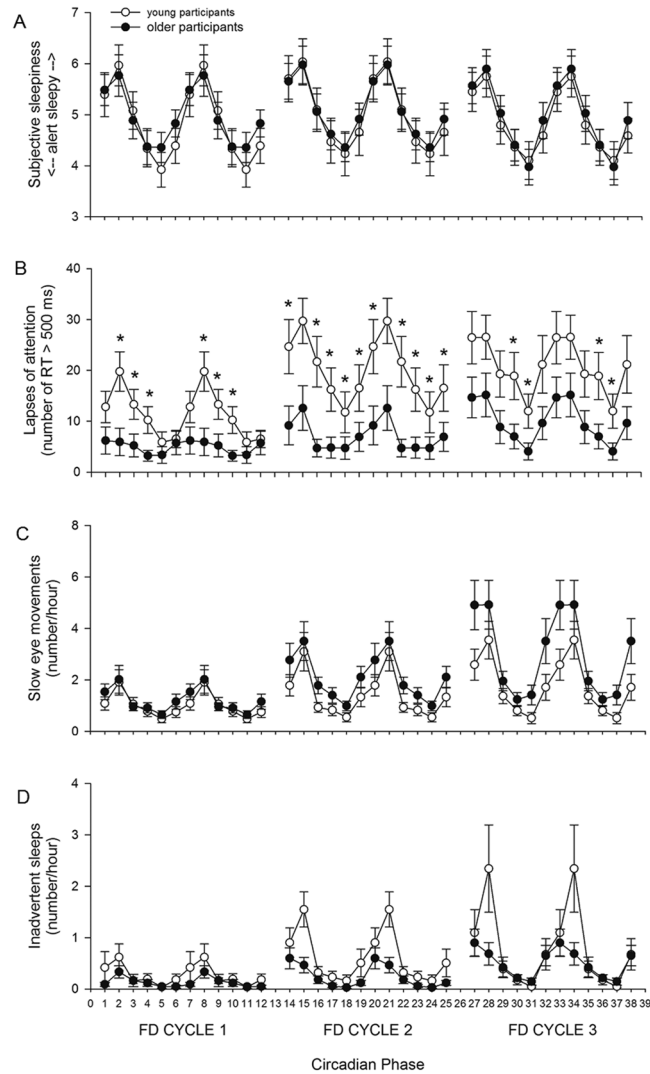 young participants
older participants
A
Subjective sleepiness
<-- alert sleepy -->
7
6
5
4
3
B
Lapses of attention
(number of RT > 500 ms)
40
30
20
10
0
* * * * * * * *
* * * * * * * * * * * * * *
C
Slow eye movements
(number/hour)
8
6
4
2
0
D
Inadvertent sleeps
(number/hour)
4
3
2
1
0
0 1 2 3 4 5 6 7 8 9 10 11 12 13 14 15 16 17 18 19 20 21 22 23 24 25 26 27 28 29 30 31 32 33 34 35 36 37 38 39
FD CYCLE 1 FD CYCLE 2 FD CYCLE 3
Circadian Phase